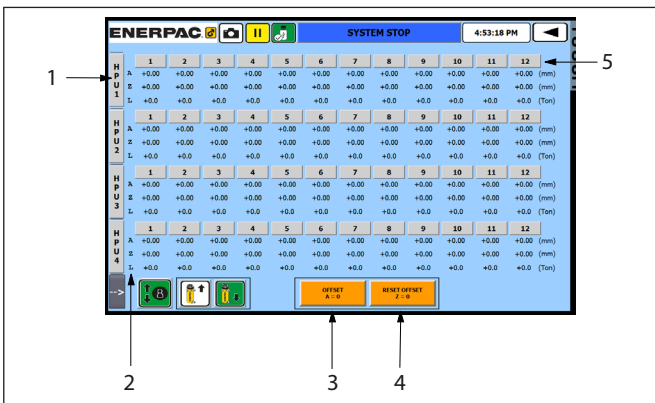 ENERPAC II SYSTEM STOP 4:53:18 PM
1 2 3 4 5 6 7 8 9 10 11 12
5
1
HPU1
A +0.00 +0.00 +0.00 +0.00 +0.00 +0.00 +0.00 +0.00 +0.00 +0.00 +0.00 +0.00 (mm)
Z +0.00 +0.00 +0.00 +0.00 +0.00 +0.00 +0.00 +0.00 +0.00 +0.00 +0.00 +0.00 (mm)
L +0.0 +0.0 +0.0 +0.0 +0.0 +0.0 +0.0 +0.0 +0.0 +0.0 +0.0 +0.0 (Ton)
1 2 3 4 5 6 7 8 9 10 11 12
HPU2
A +0.00 +0.00 +0.00 +0.00 +0.00 +0.00 +0.00 +0.00 +0.00 +0.00 +0.00 +0.00 (mm)
Z +0.00 +0.00 +0.00 +0.00 +0.00 +0.00 +0.00 +0.00 +0.00 +0.00 +0.00 +0.00 (mm)
L +0.0 +0.0 +0.0 +0.0 +0.0 +0.0 +0.0 +0.0 +0.0 +0.0 +0.0 +0.0 (Ton)
1 2 3 4 5 6 7 8 9 10 11 12
HPU3
A +0.00 +0.00 +0.00 +0.00 +0.00 +0.00 +0.00 +0.00 +0.00 +0.00 +0.00 +0.00 (mm)
Z +0.00 +0.00 +0.00 +0.00 +0.00 +0.00 +0.00 +0.00 +0.00 +0.00 +0.00 +0.00 (mm)
L +0.0 +0.0 +0.0 +0.0 +0.0 +0.0 +0.0 +0.0 +0.0 +0.0 +0.0 +0.0 (Ton)
1 2 3 4 5 6 7 8 9 10 11 12
HPU4
A +0.00 +0.00 +0.00 +0.00 +0.00 +0.00 +0.00 +0.00 +0.00 +0.00 +0.00 +0.00 (mm)
Z +0.00 +0.00 +0.00 +0.00 +0.00 +0.00 +0.00 +0.00 +0.00 +0.00 +0.00 +0.00 (mm)
L +0.0 +0.0 +0.0 +0.0 +0.0 +0.0 +0.0 +0.0 +0.0 +0.0 +0.0 +0.0 (Ton)
-->
8
OFFSET
A = 0
RESET OFFSET
Z = 0
2 3 4